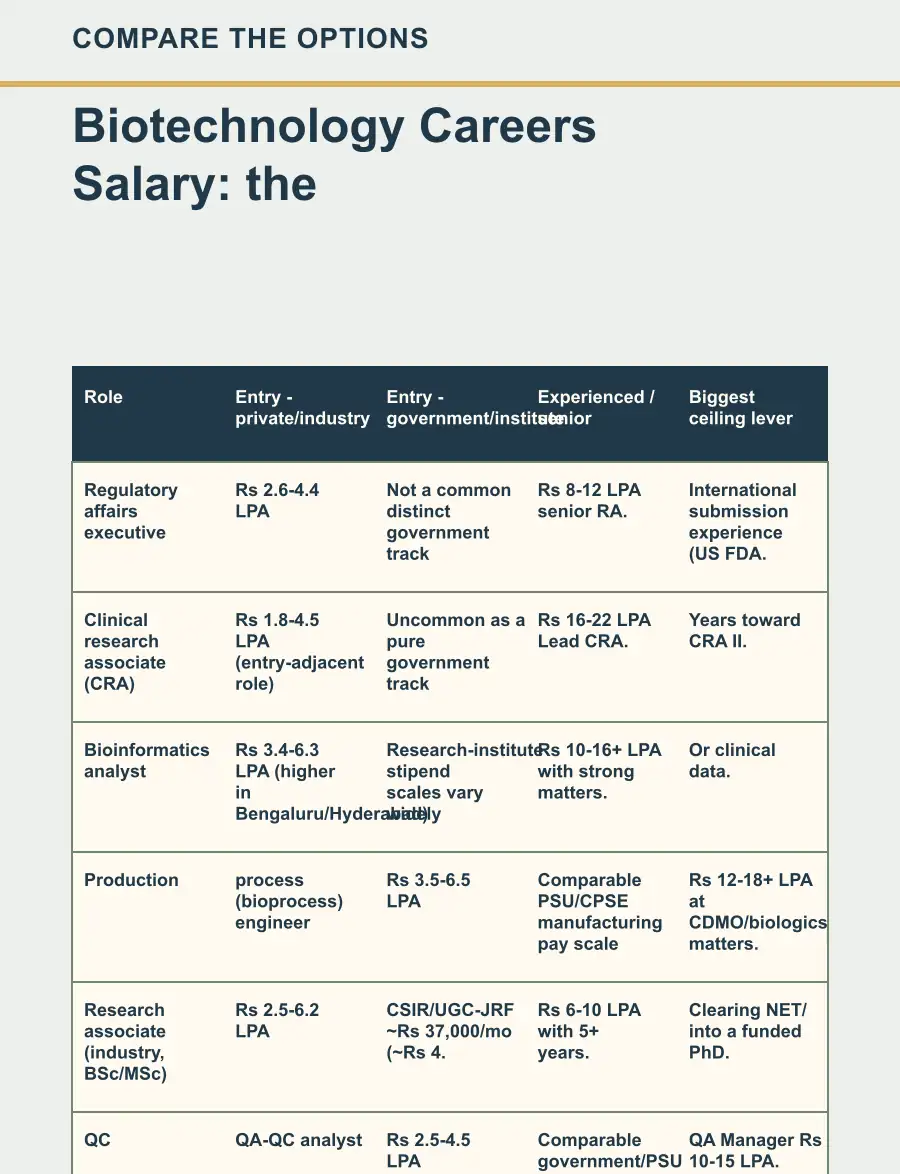 COMPARE THE OPTIONS
Biotechnology Careers
Salary: the
Role
Entry -
private/industry
Entry -
government/institute
Experienced /
senior
Biggest
ceiling lever
Regulatory
affairs
executive
Rs 2.6-4.4
LPA
Not a common
distinct
government
track
Rs 8-12 LPA
senior RA.
International
submission
experience
(US FDA.
Clinical
research
associate
(CRA)
Rs 1.8-4.5
LPA
(entry-adjacent
role)
Uncommon as a
pure
government
track
Rs 16-22 LPA
Lead CRA.
Years toward
CRA II.
Bioinformatics
analyst
Rs 3.4-6.3
LPA (higher
in
Bengaluru/Hyderabad)
Research-institute
stipend
scales vary
widely
Rs 10-16+ LPA
with strong
matters.
Or clinical
data.
Production
process
(bioprocess)
engineer
Rs 3.5-6.5
LPA
Comparable
PSU/CPSE
manufacturing
pay scale
Rs 12-18+ LPA
at
CDMO/biologics
matters.
Research
associate
(industry,
BSc/MSc)
Rs 2.5-6.2
LPA
CSIR/UGC-JRF
~Rs 37,000/mo
(~Rs 4.
Rs 6-10 LPA
with 5+
years.
Clearing NET/
into a funded
PhD.
QC
QA-QC analyst
Rs 2.5-4.5
LPA
Comparable
government/PSU
QA Manager Rs
10-15 LPA.